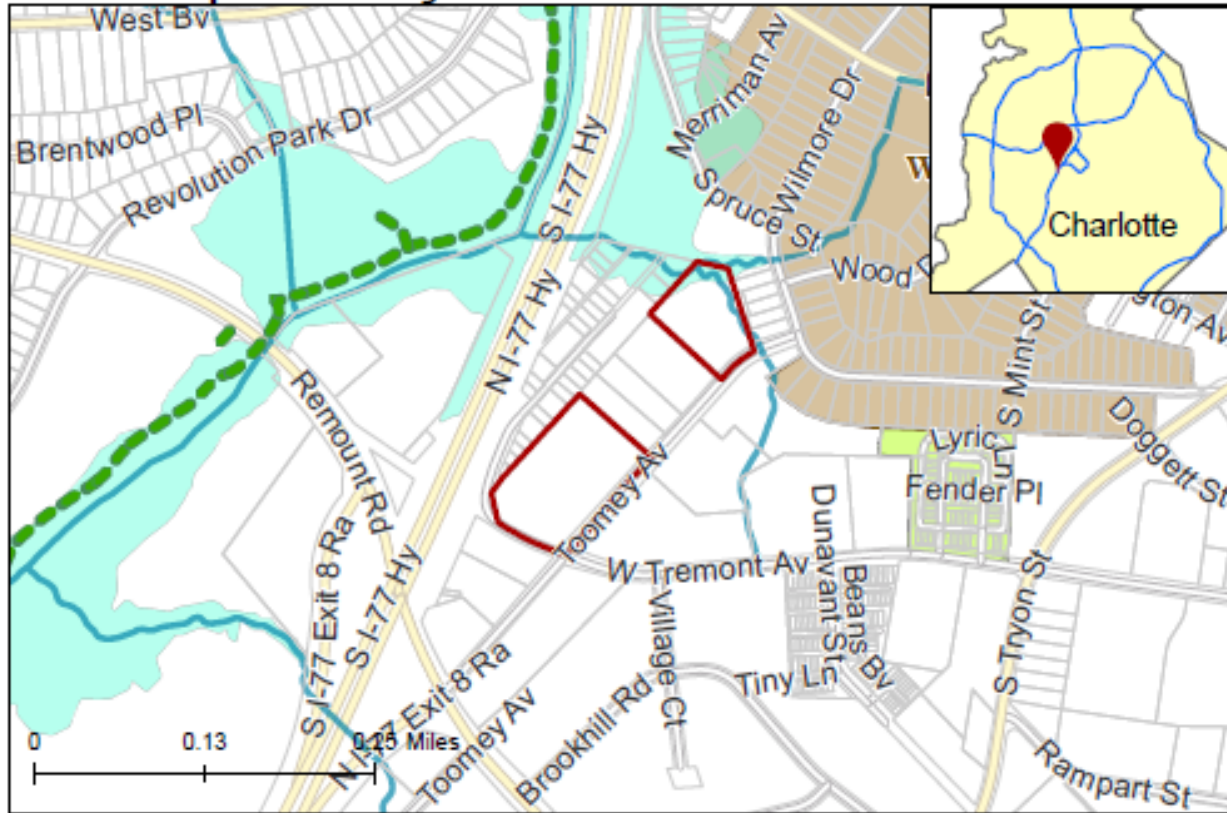 West Bv
Brentwood Pl
Revolution Park Dr
S I-77 Hy
N I-77 Hy
Merriman Av
Wilmore Dr
Spruce St
Wood
W
Charlotte
gton Av
S Mint St
Remount Rd
Toomey Av
Lyric
Fender Pl
Doggett St
W Tremont Av
Dunavant St
Beans Bv
Village Ct
Tiny Ln
S Tryon St
S I-77 Exit 8 Ra
S I-77 Hy
N I-77 Exit 8 Ra
Toomey Av
Brookhill Rd
Rampart St
0 0.13 0.25 Miles